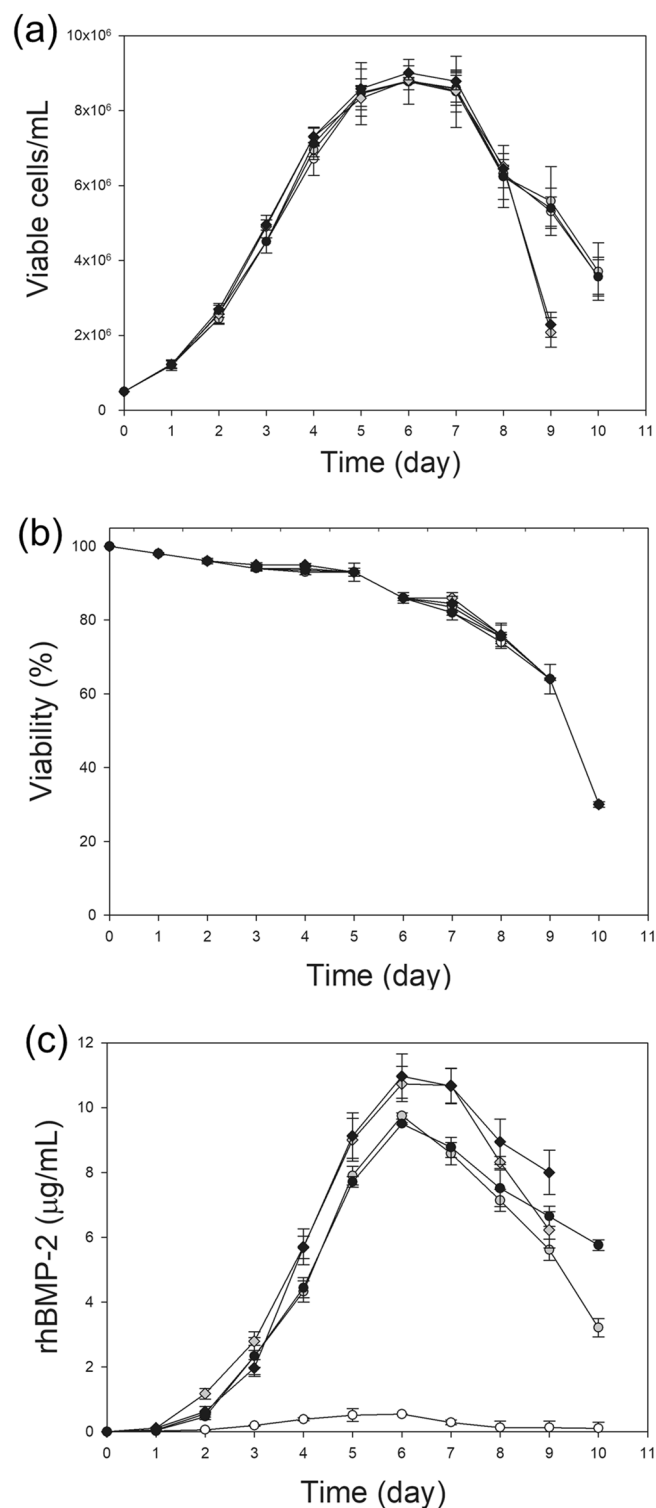 (a)
Viable cells/mL
10x10⁶
8x10⁶
6x10⁶
4x10⁶
2x10⁶
0
0 1 2 3 4 5 6 7 8 9 10 11
Time (day)
(b)
Viability (%)
100
80
60
40
20
0
0 1 2 3 4 5 6 7 8 9 10 11
Time (day)
(c)
rhBMP-2 (μg/mL)
12
10
8
6
4
2
0
0 1 2 3 4 5 6 7 8 9 10 11
Time (day)